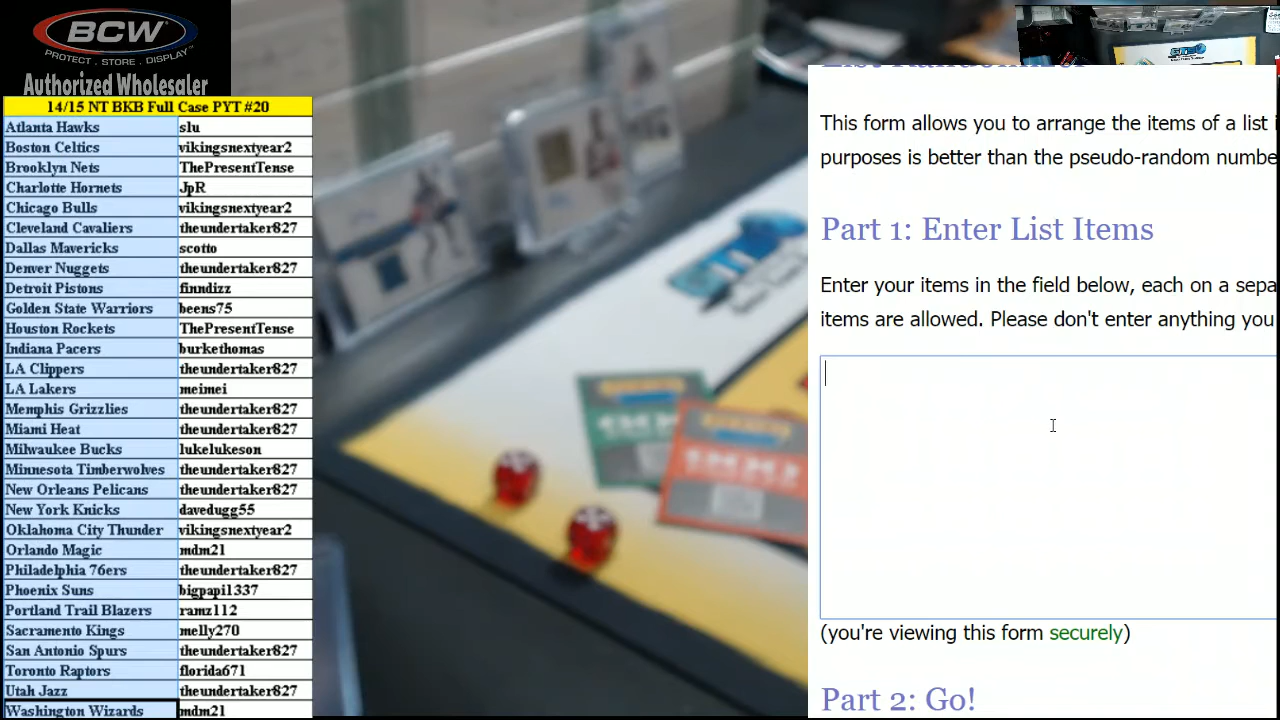 BCW
PROTECT . STORE . DISPLAY
Authorized Wholesaler
14/15 NT BKB Full Case PYT #20
Atlanta Hawks slu
Boston Celtics vikingsnextyear2
Brooklyn Nets ThePresentTense
Charlotte Hornets JpR
Chicago Bulls vikingsnextyear2
Cleveland Cavaliers theundertaker827
Dallas Mavericks scotto
Denver Nuggets theundertaker827
Detroit Pistons finndizz
Golden State Warriors beens75
Houston Rockets ThePresentTense
Indiana Pacers burkethomas
LA Clippers theundertaker827
LA Lakers meimei
Memphis Grizzlies theundertaker827
Miami Heat theundertaker827
Milwaukee Bucks lukelukeson
Minnesota Timberwolves theundertaker827
New Orleans Pelicans theundertaker827
New York Knicks davedugg55
Oklahoma City Thunder vikingsnextyear2
Orlando Magic mdm21
Philadelphia 76ers theundertaker827
Phoenix Suns bigpapi1337
Portland Trail Blazers ramz112
Sacramento Kings melly270
San Antonio Spurs theundertaker827
Toronto Raptors florida671
Utah Jazz theundertaker827
Washington Wizards mdm21
This form allows you to arrange the items of a list
purposes is better than the pseudo-random numbe
Part 1: Enter List Items
Enter your items in the field below, each on a sepa
items are allowed. Please don't enter anything you
(you're viewing this form securely)
Part 2: Go!